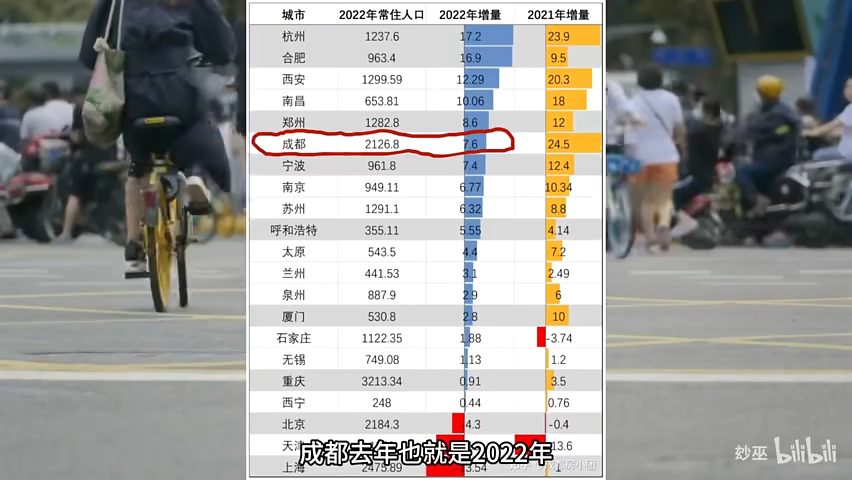 城市 2022年常住人口 2022年增量 2021年增量
杭州 1237.6 17.2 23.9
合肥 963.4 16.9 9.5
西安 1299.59 12.29 20.3
南昌 653.81 10.06 18
郑州 1282.8 8.6 12
成都 2126.8 7.6 24.5
宁波 961.8 7.4 12.4
南京 949.11 6.77 10.34
苏州 1291.1 6.32 8.8
呼和浩特 355.11 5.55 4.14
太原 543.5 4.4 7.2
兰州 441.53 3.1 2.49
泉州 887.9 2.9 6
厦门 530.8 2.8 10
石家庄 1122.35 1.88 -3.74
无锡 749.08 1.13 1.2
重庆 3213.34 0.91 3.5
西宁 248 0.44 0.76
北京 2184.3 -4.3 -0.4
天津
成都去年也就是2022年
上海 2475.89
妙巫 bilibili